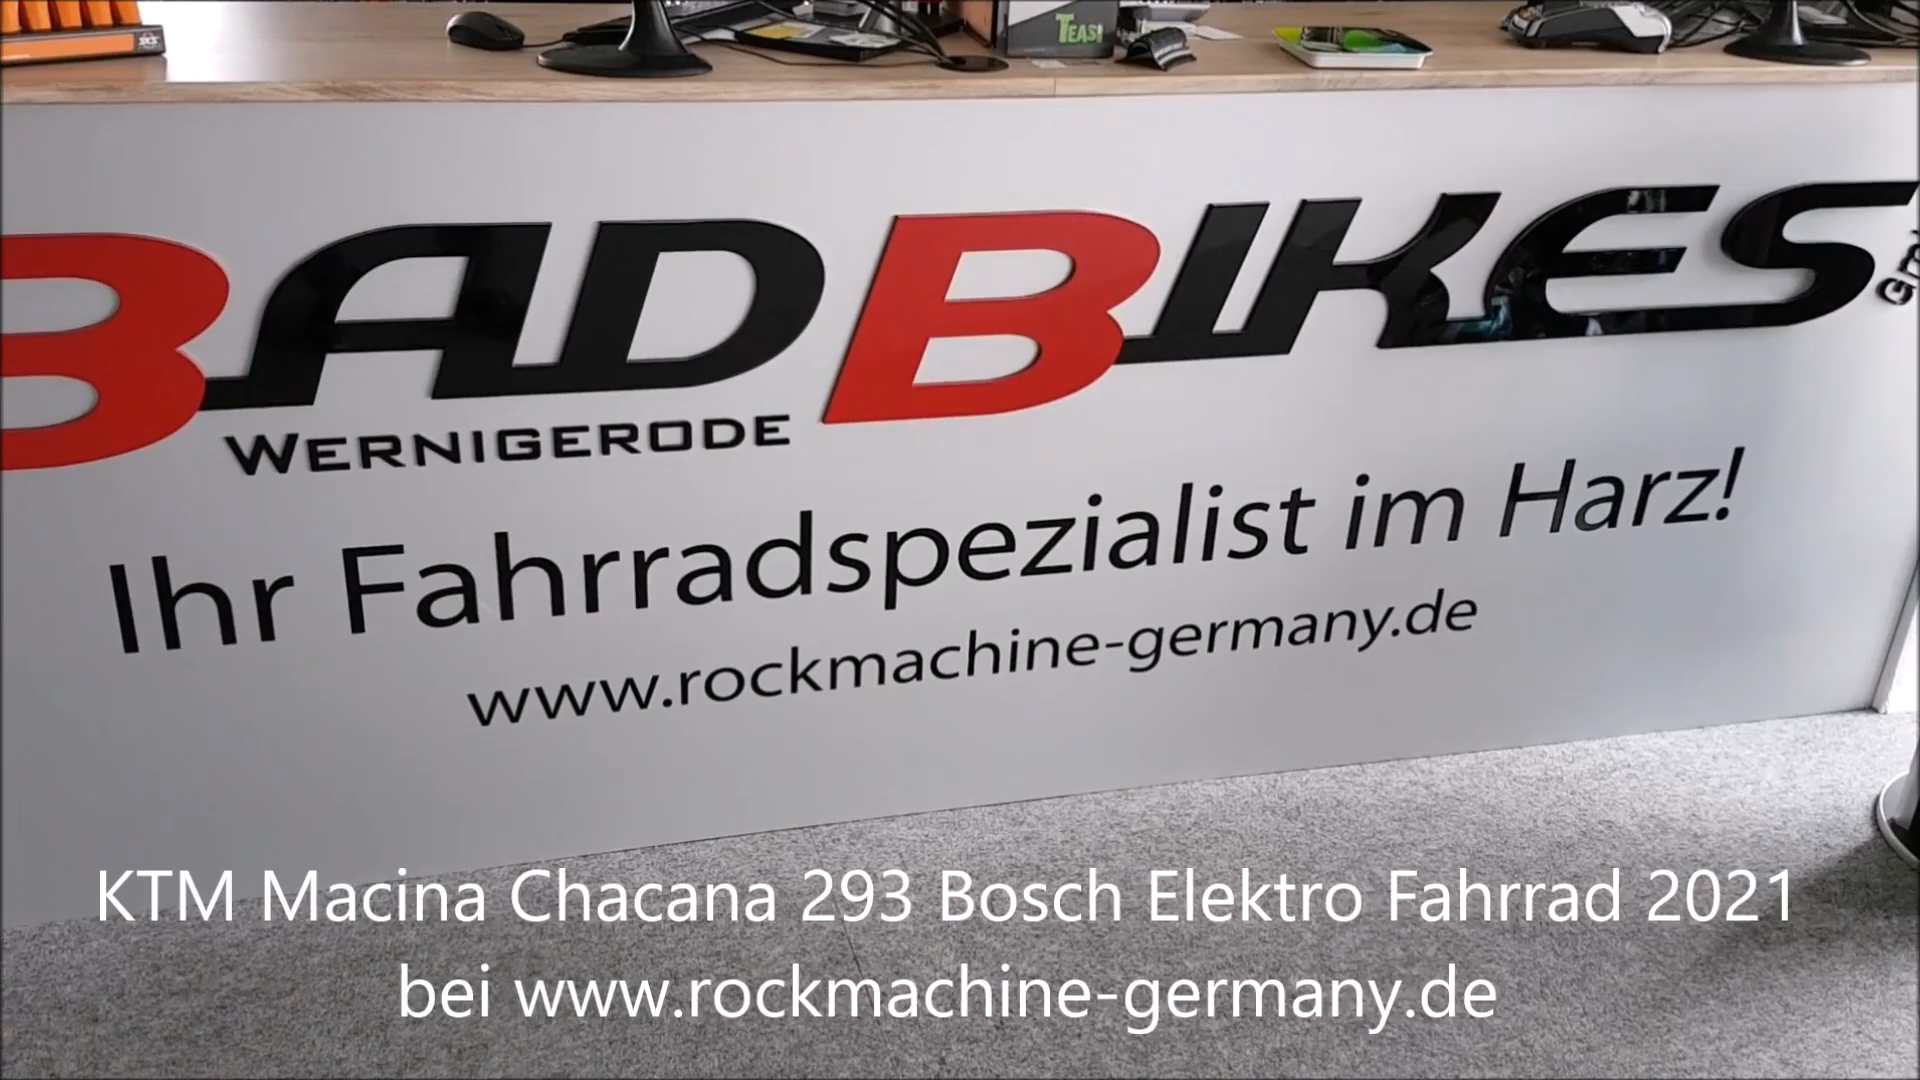 TEASI
BADBIKES
WERNIGERODE
Ihr Fahrradspezialist im Harz!
www.rockmachine-germany.de
KTM Macina Chacana 293 Bosch Elektro Fahrrad 2021
bei www.rockmachine-germany.de